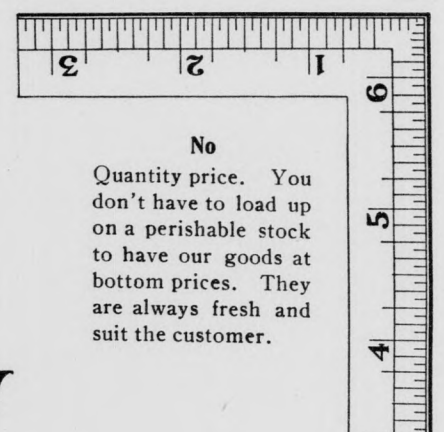 3 2 1
6
5
4
No
Quantity price. You
don't have to load up
on a perishable stock
to have our goods at
bottom prices. They
are always fresh and
suit the customer.